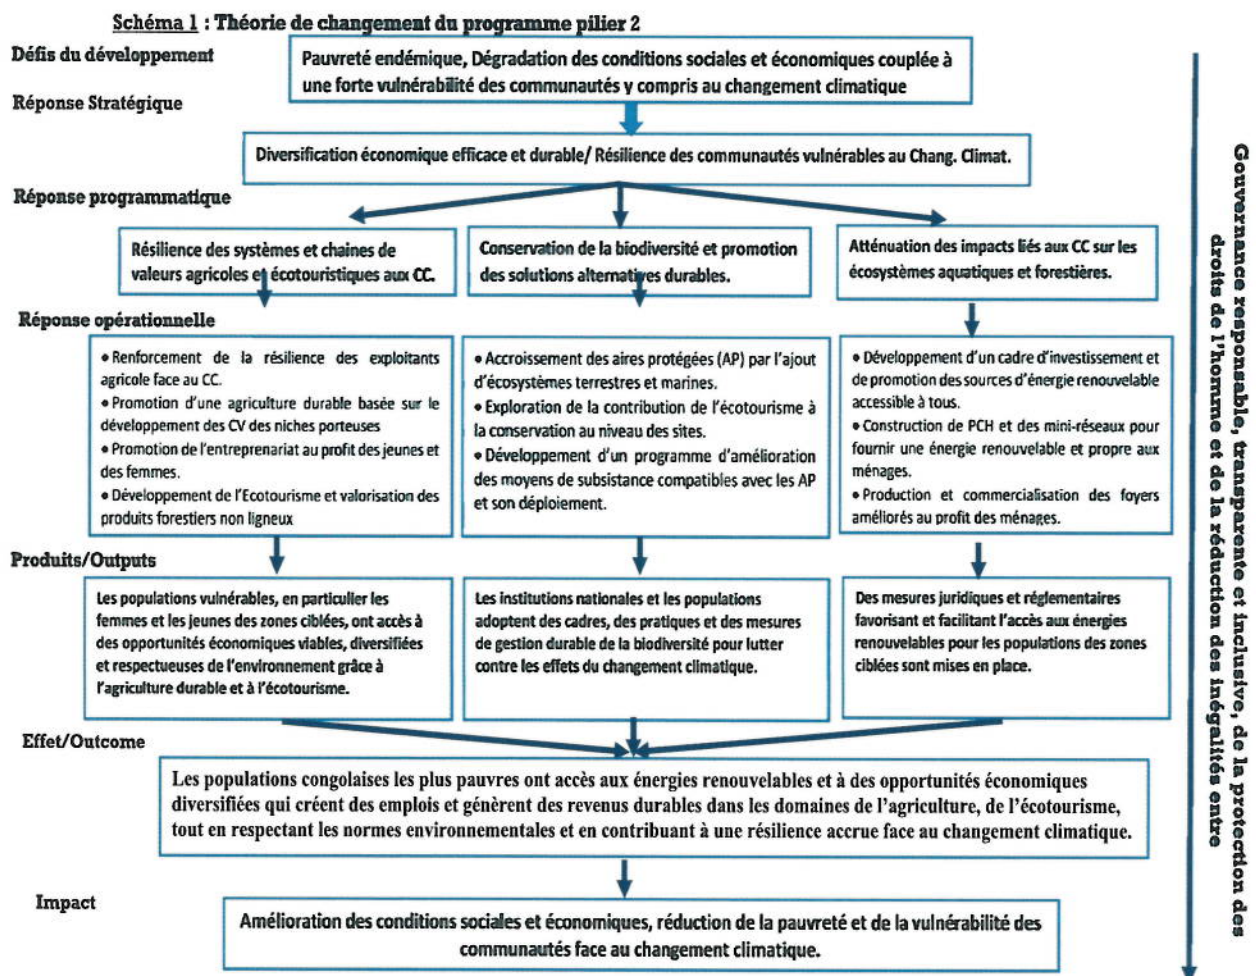 Schéma 1 : Théorie de changement du programme pilier 2
Défis du développement
Pauvreté endémique, Dégradation des conditions sociales et économiques couplée à
une forte vulnérabilité des communautés y compris au changement climatique
Réponse Stratégique
Diversification économique efficace et durable/ Résilience des communautés vulnérables au Chang. Climat.
Réponse programmatique
Résilience des systèmes et chaines de
valeurs agricoles et écotouristiques aux CC.
Conservation de la biodiversité et promotion
des solutions alternatives durables.
Atténuation des impacts liés aux CC sur les
écosystèmes aquatiques et forestières.
Réponse opérationnelle
• Renforcement de la résilience des exploitants
agricole face au CC.
• Promotion d'une agriculture durable basée sur le
développement des CV des niches porteuses
• Promotion de l'entreprenariat au profit des jeunes et
des femmes.
• Développement de l'Ecotourisme et valorisation des
produits forestiers non ligneux
• Accroissement des aires protégées (AP) par l'ajout
d'écosystèmes terrestres et marines.
• Exploration de la contribution de l'écotourisme à
la conservation au niveau des sites.
• Développement d'un programme d'amélioration
des moyens de subsistance compatibles avec les AP
et son déploiement.
• Développement d'un cadre d'investissement et
de promotion des sources d'énergie renouvelable
accessible à tous.
• Construction de PCH et des mini-réseaux pour
fournir une énergie renouvelable et propre aux
ménages.
• Production et commercialisation des foyers
améliorés au profit des ménages.
Produits/Outputs
Les populations vulnérables, en particulier les
femmes et les jeunes des zones ciblées, ont accès à
des opportunités économiques viables, diversifiées
et respectueuses de l'environnement grâce à
l'agriculture durable et à l'écotourisme.
Les institutions nationales et les populations
adoptent des cadres, des pratiques et des mesures
de gestion durable de la biodiversité pour lutter
contre les effets du changement climatique.
Des mesures juridiques et réglementaires
favorisant et facilitant l'accès aux énergies
renouvelables pour les populations des zones
ciblées sont mises en place.
Effet/Outcome
Les populations congolaises les plus pauvres ont accès aux énergies renouvelables et à des opportunités économiques
diversifiées qui créent des emplois et génèrent des revenus durables dans les domaines de l'agriculture, de l'écotourisme,
tout en respectant les normes environnementales et en contribuant à une résilience accrue face au changement climatique.
Impact
Amélioration des conditions sociales et économiques, réduction de la pauvreté et de la vulnérabilité des
communautés face au changement climatique.
Gouvernance responsable, transparente et inclusive, de la protection des
droits de l'homme et de la réduction des inégalités entre